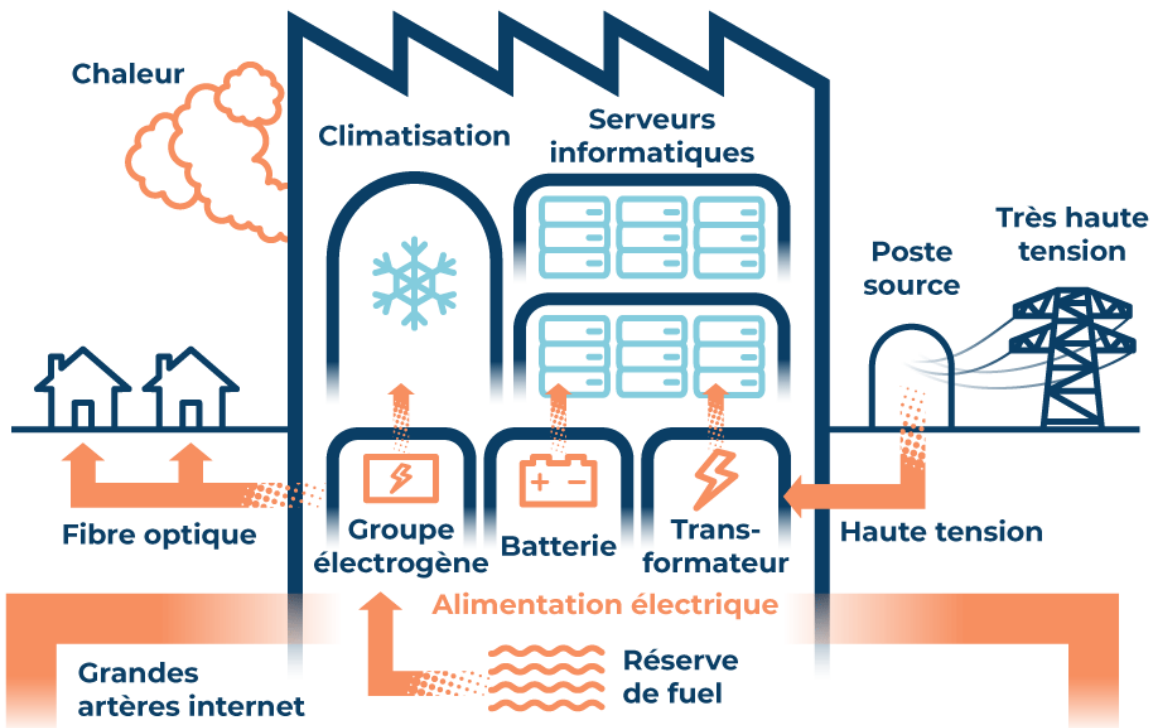 Chaleur
Climatisation
Serveurs
informatiques
Très haute
tension
Poste
source
Fibre optique
Groupe
électrogène
Batterie
Trans-
formateur
Haute tension
Alimentation électrique
Grandes
artères internet
Réserve
de fuel